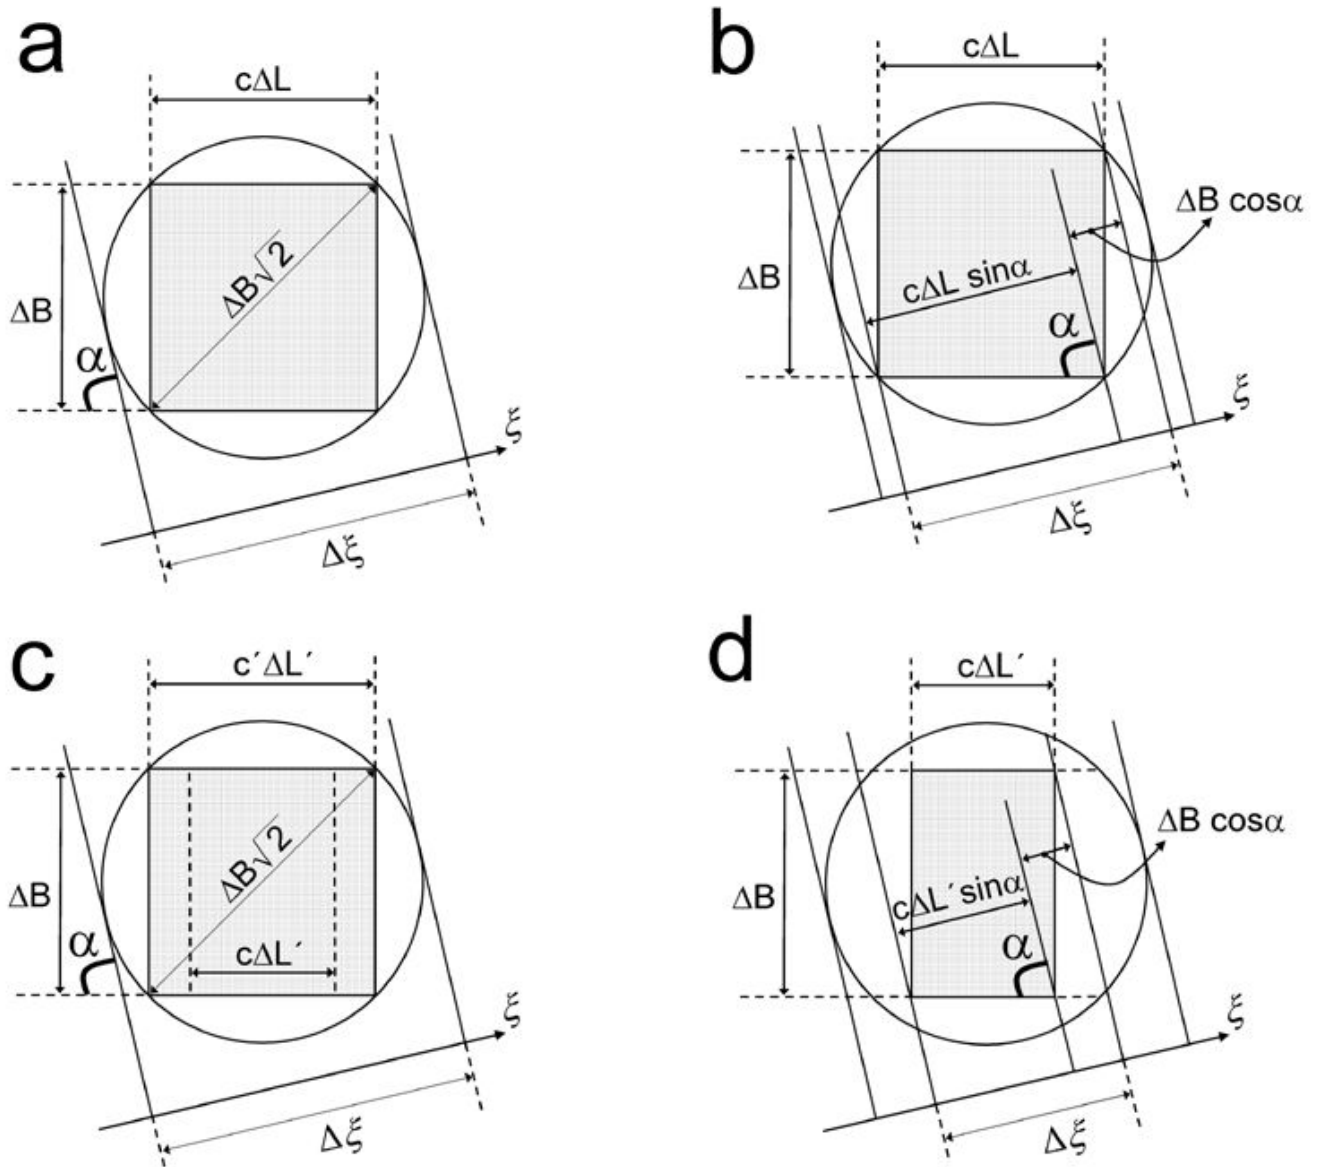 a
cΔL
ΔB
ΔB√2
α
ξ
Δξ
b
cΔL
ΔB cosα
ΔB
cΔL sinα
α
ξ
Δξ
c
c´ΔL´
ΔB
ΔB√2
α
cΔL´
ξ
Δξ
d
cΔL´
ΔB cosα
ΔB
cΔL´sinα
α
ξ
Δξ